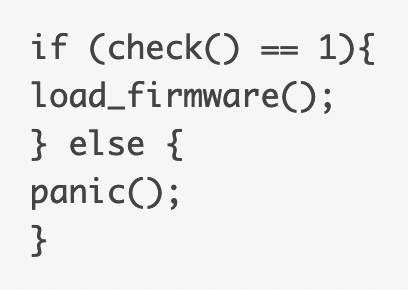 if (check() == 1){
load_firmware();
} else {
panic();
}